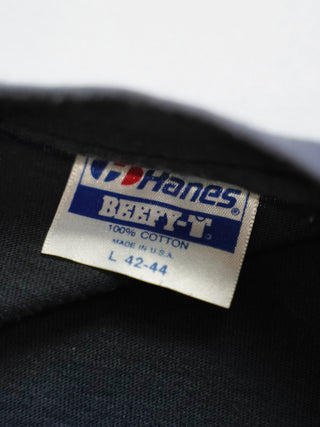 Hanes®
BEEFY-T®
100% COTTON
MADE IN U.S.A.
L 42-44